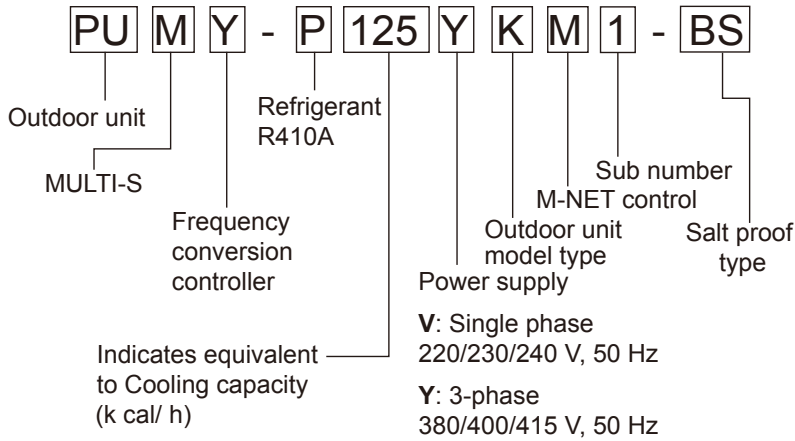 PU M Y - P 125 Y K M 1 - BS
Outdoor unit
MULTI-S
Frequency
conversion
controller
Refrigerant
R410A
Indicates equivalent
to Cooling capacity
(k cal/ h)
Power supply
V: Single phase
220/230/240 V, 50 Hz
Y: 3-phase
380/400/415 V, 50 Hz
Outdoor unit
model type
M-NET control
Sub number
Salt proof
type